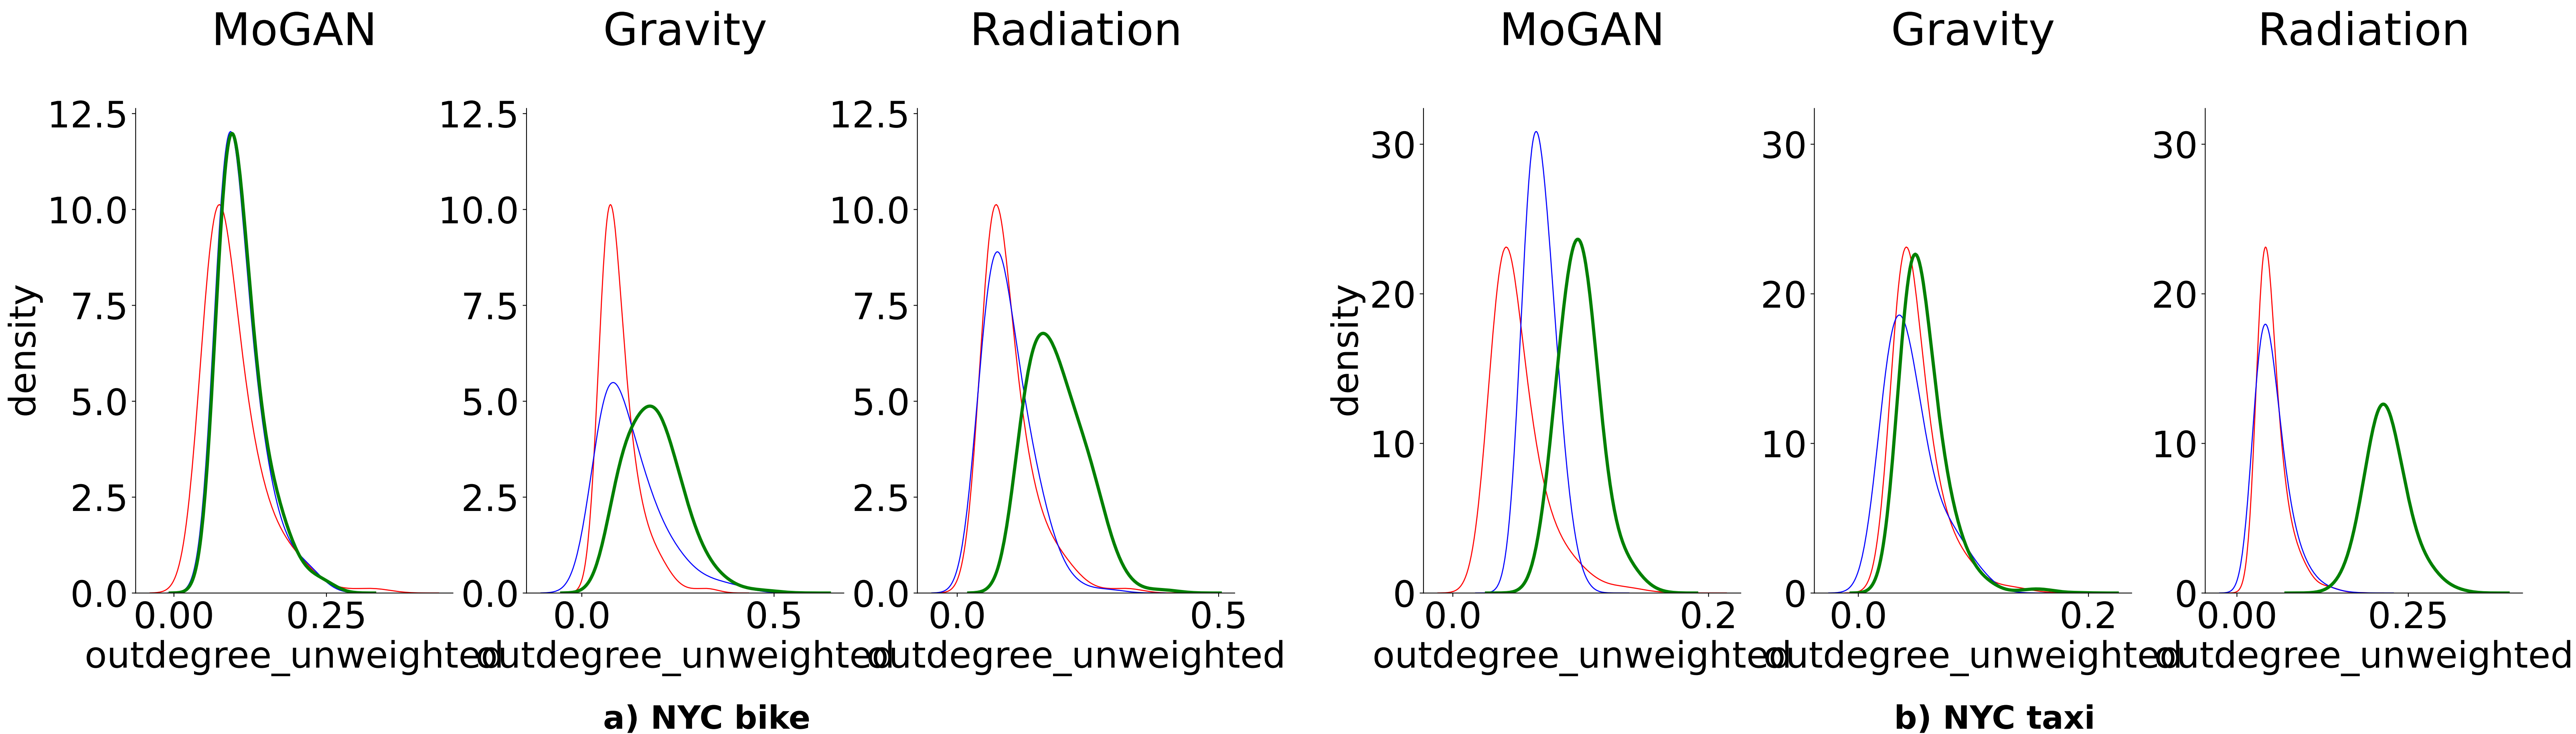 MoGAN Gravity Radiation MoGAN Gravity Radiation
12.5 12.5 12.5 30 30 30
10.0 10.0 10.0
7.5 7.5 7.5 20 20 20
density density
5.0 5.0 5.0 10 10 10
2.5 2.5 2.5
0.0 0.0 0.0 0 0 0
0.00 0.25 0.0 0.5 0.0 0.5 0.0 0.2 0.0 0.2 0.00 0.25
outdegree_unweighted outdegree_unweighted outdegree_unweighted outdegree_unweighted outdegree_unweighted outdegree_unweighted
a) NYC bike b) NYC taxi